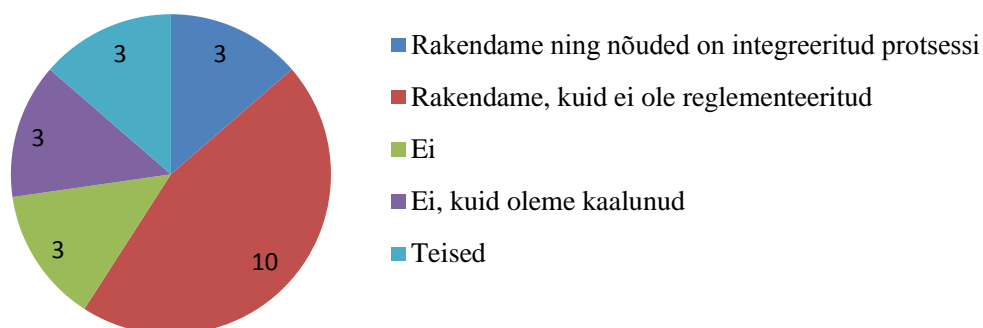 3
3
3
3
10
Rakendame ning nõuded on integreeritud protsessi
Rakendame, kuid ei ole reglementeeritud
Ei
Ei, kuid oleme kaalunud
Teised